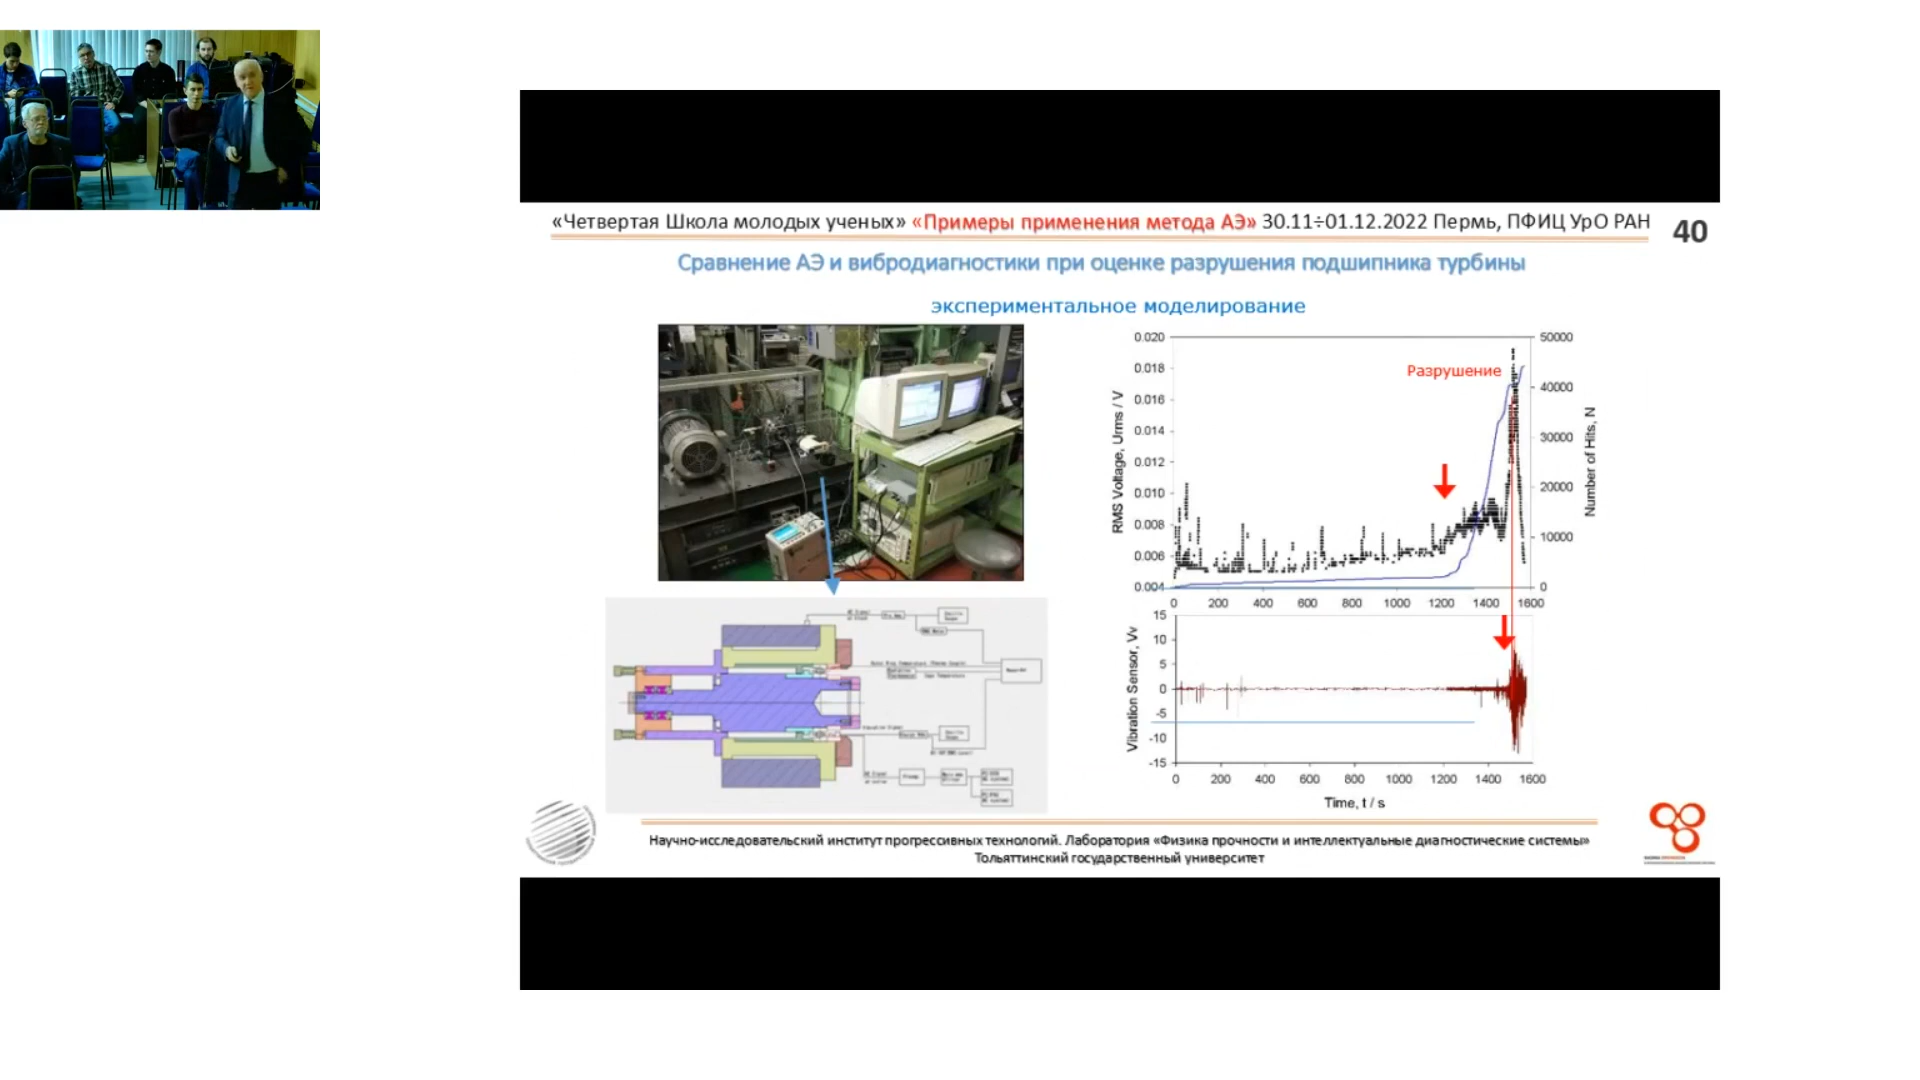 «Четвертая Школа молодых ученых» «Примеры применения метода АЭ» 30.11÷01.12.2022 Пермь, ПФИЦ УрО РАН
40
Сравнение АЭ и вибродиагностики при оценке разрушения подшипника турбины
экспериментальное моделирование
Разрушение
RMS Voltage, Urms / V
0.020
0.018
0.016
0.014
0.012
0.010
0.008
0.006
0.004
50000
40000
30000
20000
10000
0
Number of Hits, N
0 200 400 600 800 1000 1200 1400 1600
Vibration Sensor, Vv
15
10
5
0
-5
-10
-15
0 200 400 600 800 1000 1200 1400 1600
Time, t / s
Научно-исследовательский институт прогрессивных технологий. Лаборатория «Физика прочности и интеллектуальные диагностические системы»
Тольяттинский государственный университет